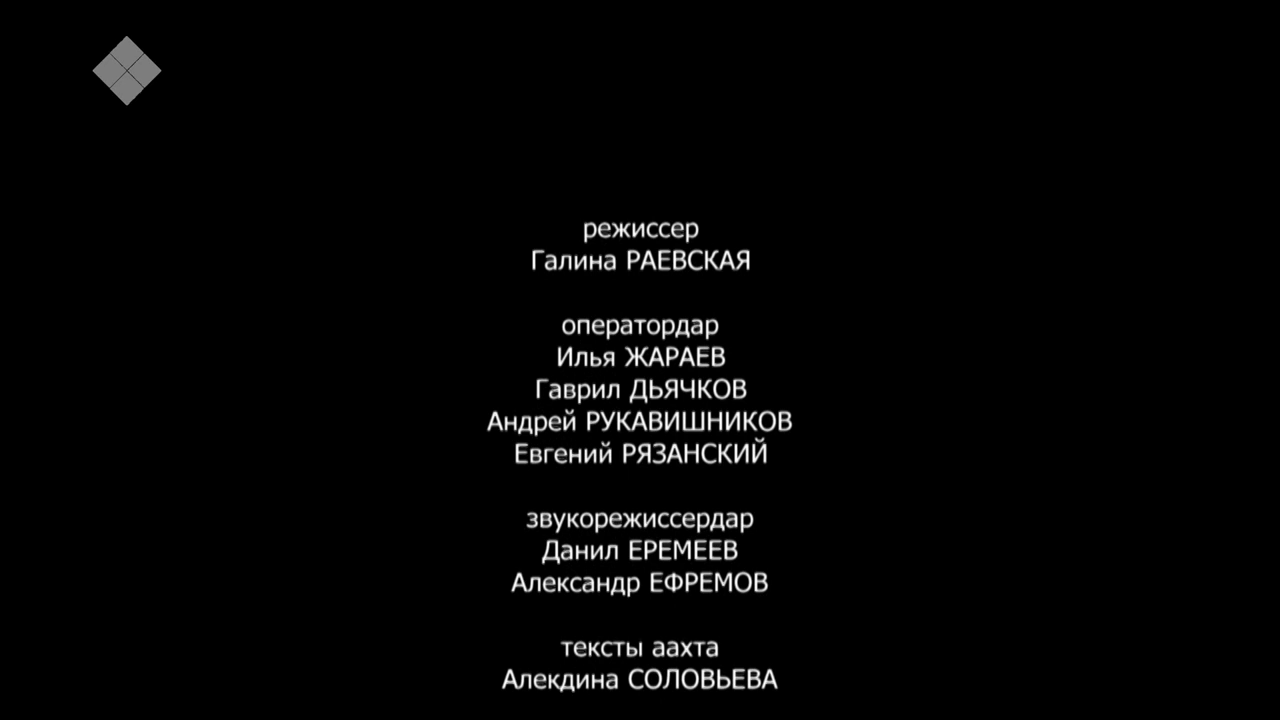 режиссер
Галина РАЕВСКАЯ
оператордар
Илья ЖАРАЕВ
Гаврил ДЬЯЧКОВ
Андрей РУКАВИШНИКОВ
Евгений РЯЗАНСКИЙ
звукорежиссердар
Данил ЕРЕМЕЕВ
Александр ЕФРЕМОВ
тексты аахта
Алекдина СОЛОВЬЕВА